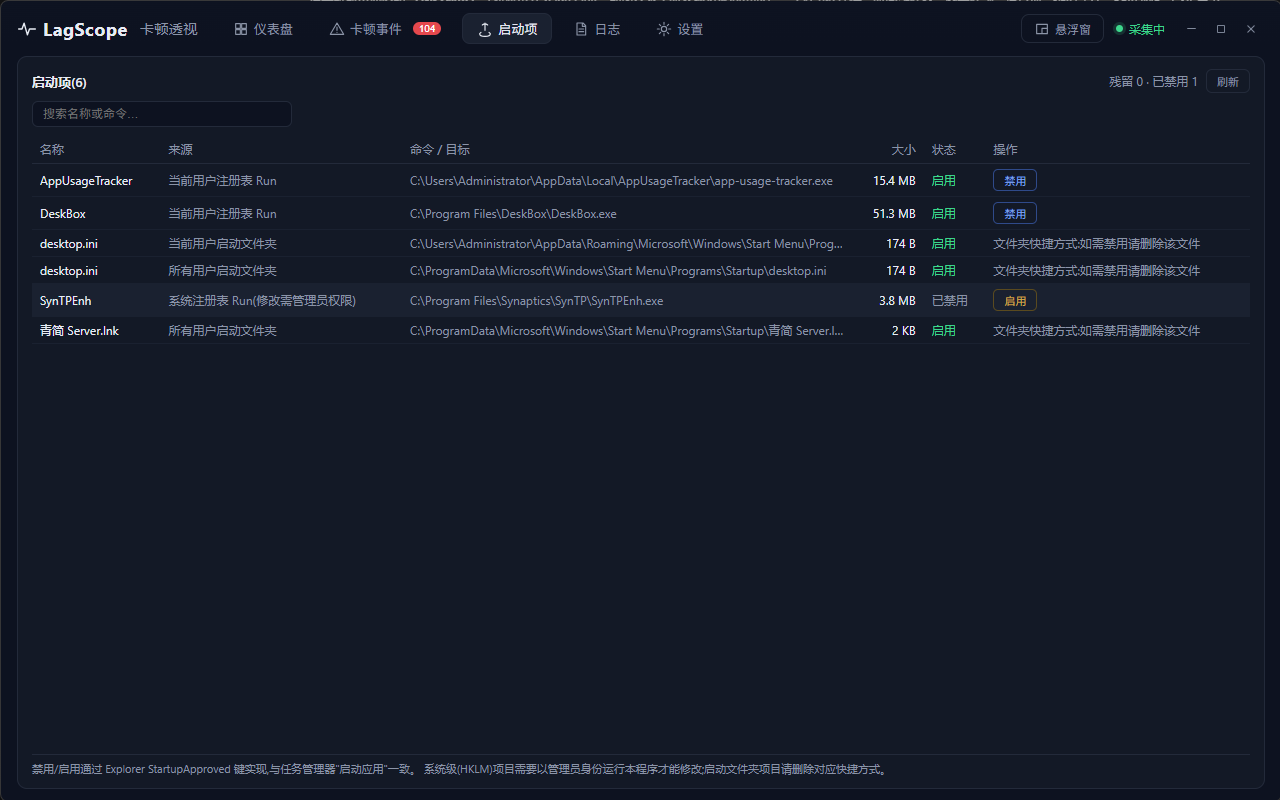 LagScope 卡顿透视 仪表盘 卡顿事件 104 启动项 日志 设置 悬浮窗 采集中
启动项(6) 残留 0 · 已禁用 1 刷新
搜索名称或命令...
名称 来源 命令 / 目标 大小 状态 操作
AppUsageTracker 当前用户注册表 Run C:\Users\Administrator\AppData\Local\AppUsageTracker\app-usage-tracker.exe 15.4 MB 启用 禁用
DeskBox 当前用户注册表 Run C:\Program Files\DeskBox\DeskBox.exe 51.3 MB 启用 禁用
desktop.ini 当前用户启动文件夹 C:\Users\Administrator\AppData\Roaming\Microsoft\Windows\Start Menu\Prog... 174 B 启用 文件夹快捷方式:如需禁用请删除该文件
desktop.ini 所有用户启动文件夹 C:\ProgramData\Microsoft\Windows\Start Menu\Programs\Startup\desktop.ini 174 B 启用 文件夹快捷方式:如需禁用请删除该文件
SynTPEnh 系统注册表 Run(修改需管理员权限) C:\Program Files\Synaptics\SynTP\SynTPEnh.exe 3.8 MB 已禁用 启用
青简 Server.lnk 所有用户启动文件夹 C:\ProgramData\Microsoft\Windows\Start Menu\Programs\Startup\青简 Server.l... 2 KB 启用 文件夹快捷方式:如需禁用请删除该文件
禁用/启用通过 Explorer StartupApproved 键实现,与任务管理器"启动应用"一致。 系统级(HKLM)项目需要以管理员身份运行本程序才能修改;启动文件夹项目请删除对应快捷方式。